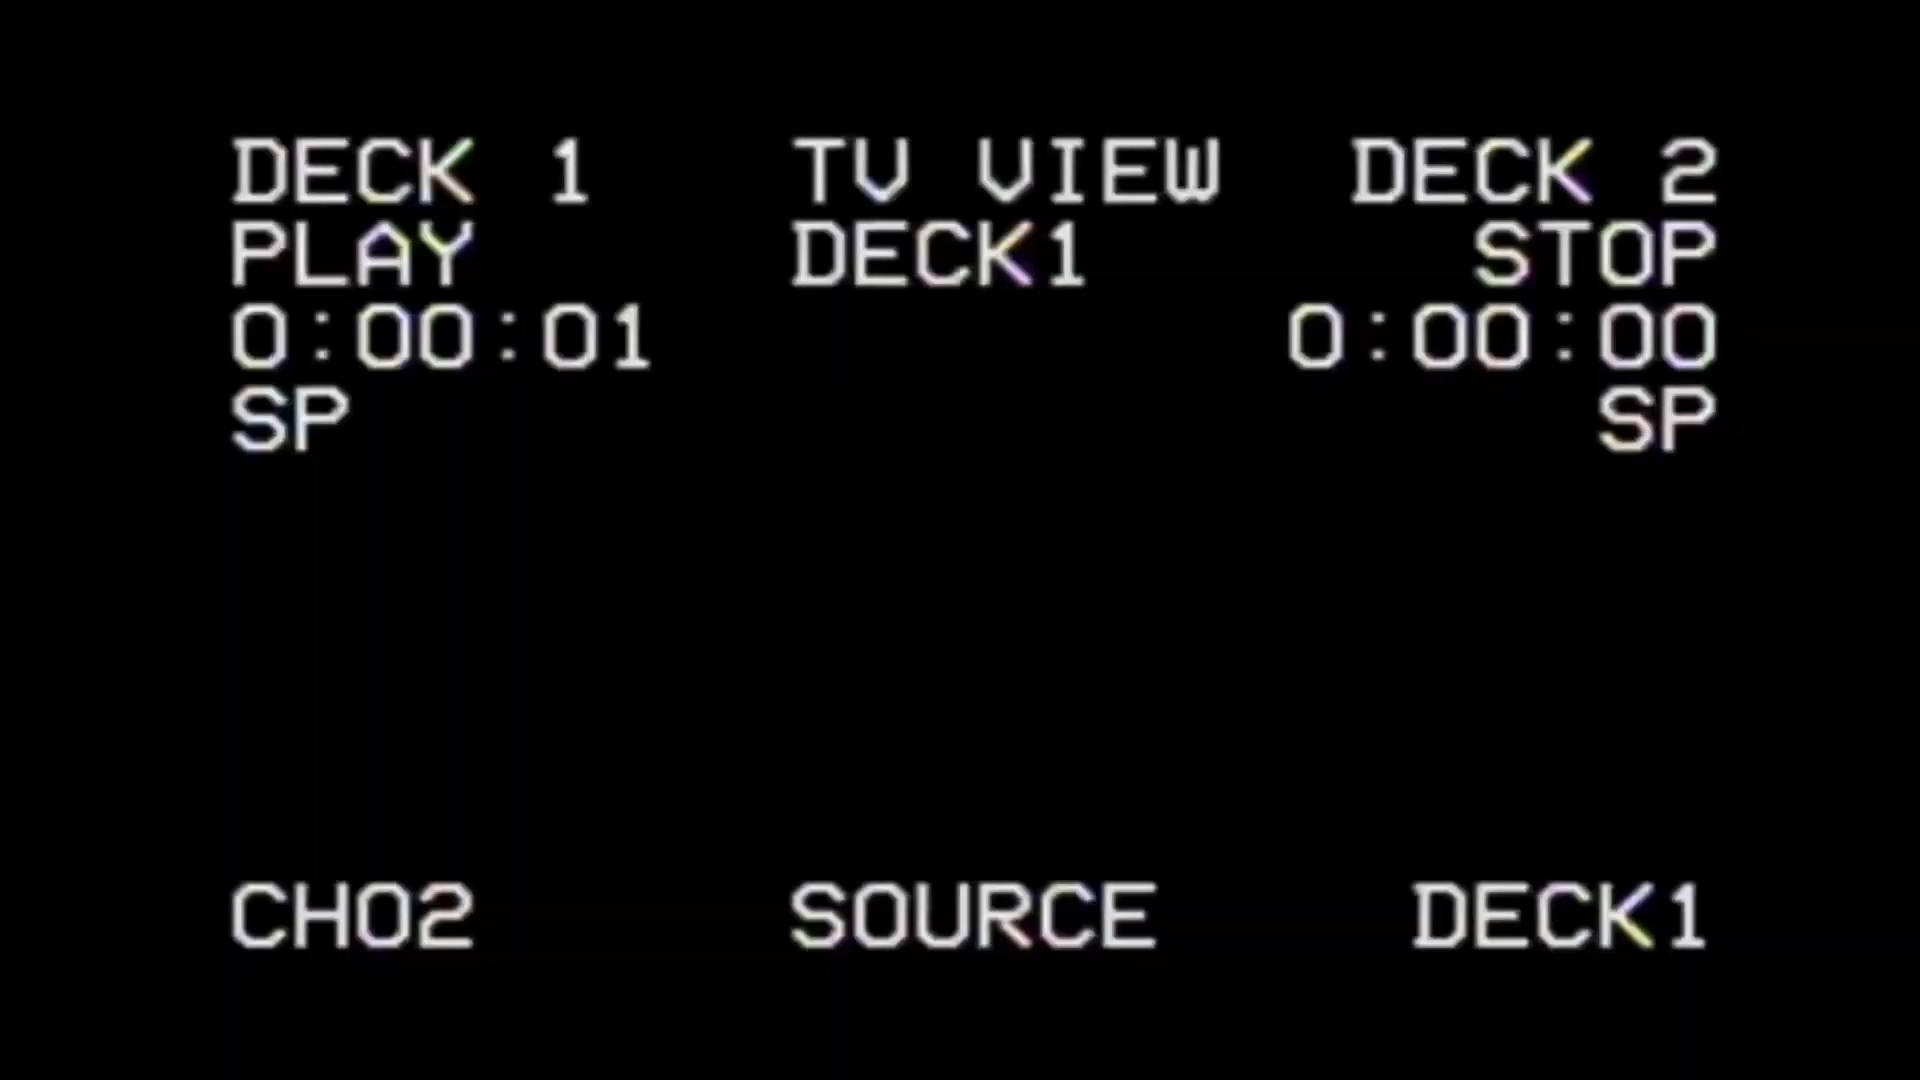 DECK 1 TV VIEW DECK 2
PLAY DECK1 STOP
0:00:01 0:00:00
SP SP
CH02 SOURCE DECK1